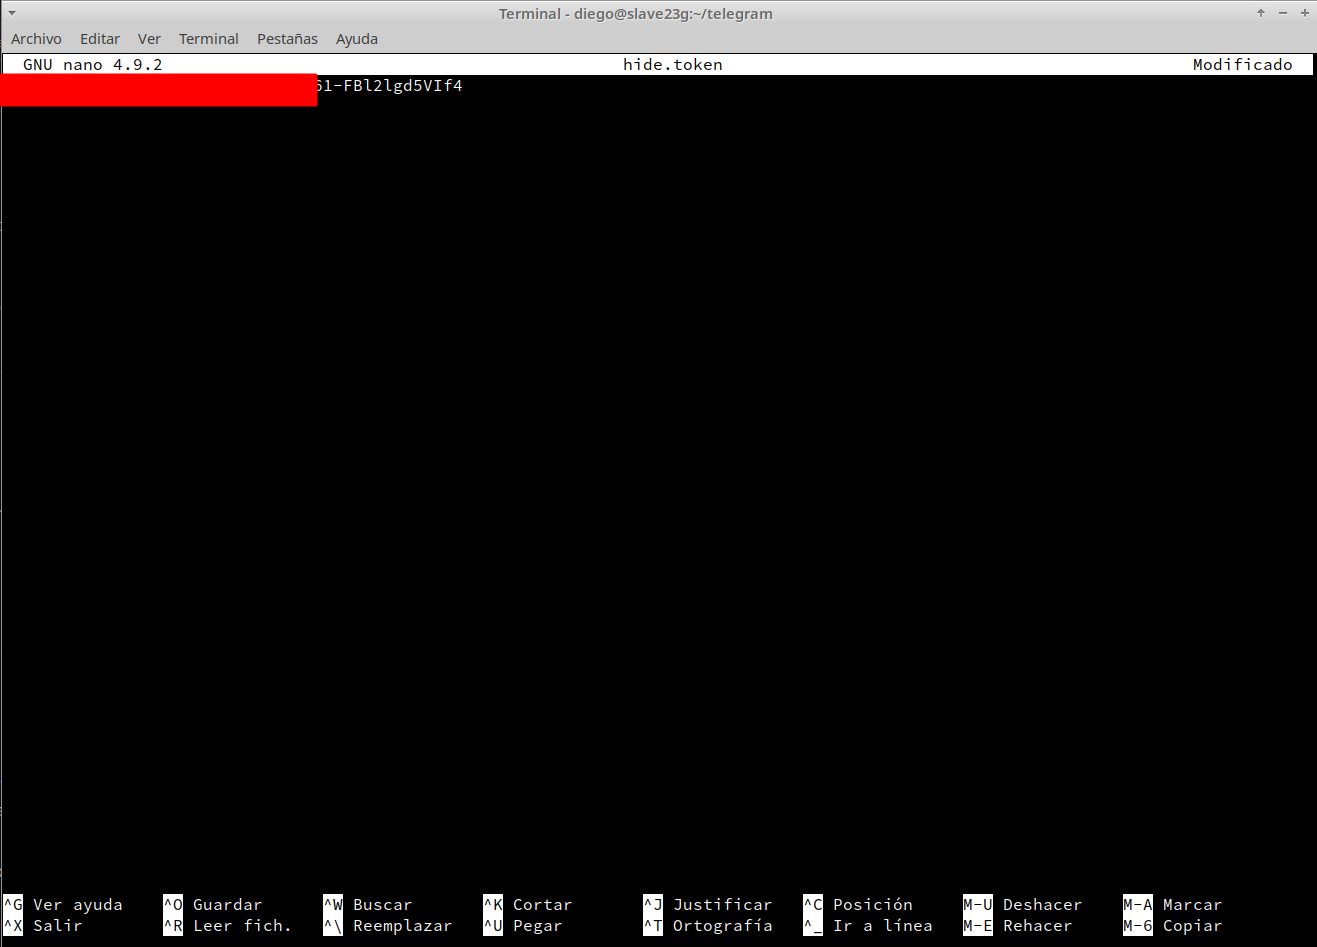 Terminal - diego@slave23g:~/telegram
Archivo Editar Ver Terminal Pestañas Ayuda
GNU nano 4.9.2 hide.token Modificado
61-FBl2lgd5VIf4
^G Ver ayuda ^O Guardar ^W Buscar ^K Cortar ^J Justificar ^C Posición M-U Deshacer M-A Marcar
^X Salir ^R Leer fich. ^\ Reemplazar ^U Pegar ^T Ortografía ^_ Ir a línea M-E Rehacer M-6 Copiar